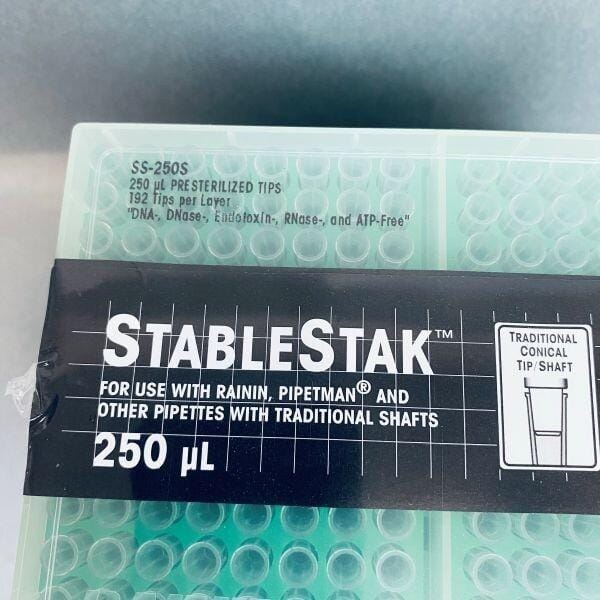 SS-250S
250 µL PRESTERILIZED TIPS
192 Tips per Layer
"DNA-, DNase-, Endotoxin-, RNase-, and ATP-Free"
STABLESTAK™
FOR USE WITH RAININ, PIPETMAN® AND
OTHER PIPETTES WITH TRADITIONAL SHAFTS
250 µL
TRADITIONAL
CONICAL
TIP/SHAFT